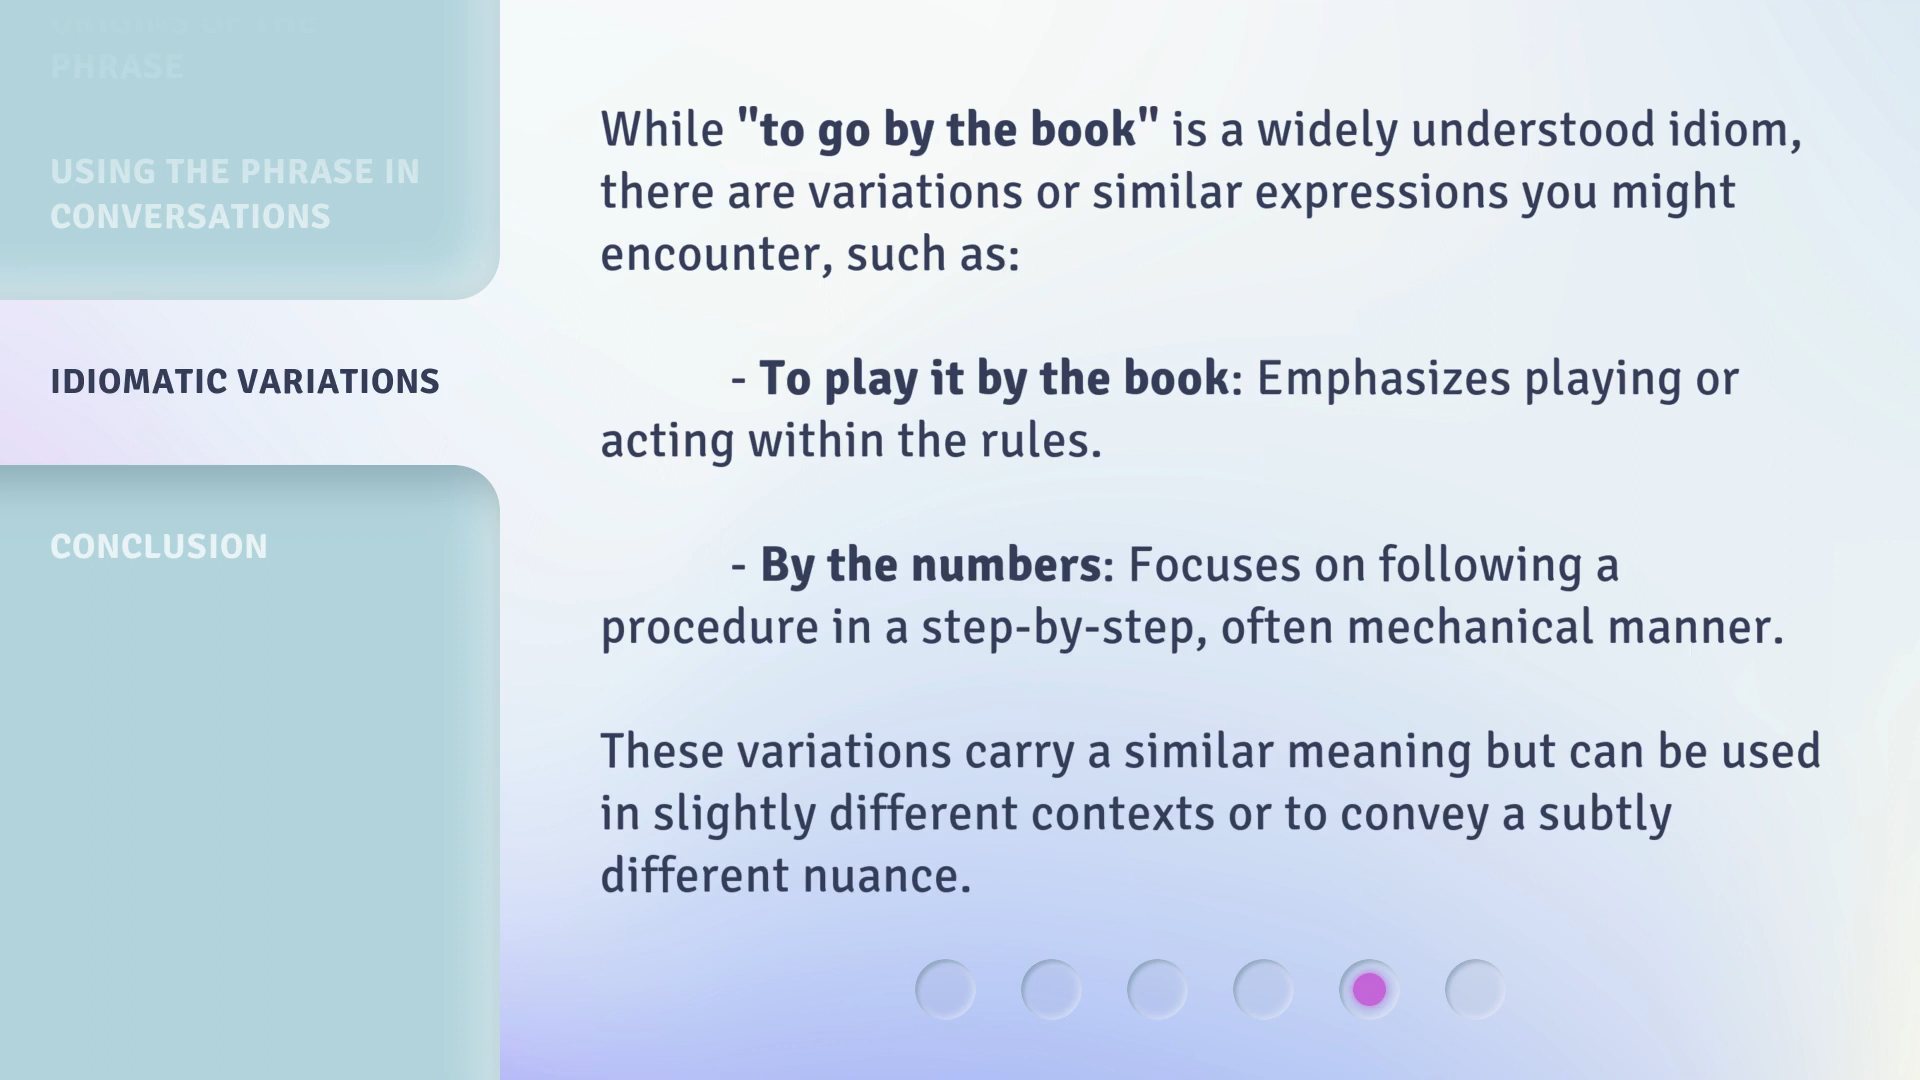 PHRASE
USING THE PHRASE IN
CONVERSATIONS
IDIOMATIC VARIATIONS
CONCLUSION
While "to go by the book" is a widely understood idiom,
there are variations or similar expressions you might
encounter, such as:
- To play it by the book: Emphasizes playing or
acting within the rules.
- By the numbers: Focuses on following a
procedure in a step-by-step, often mechanical manner.
These variations carry a similar meaning but can be used
in slightly different contexts or to convey a subtly
different nuance.